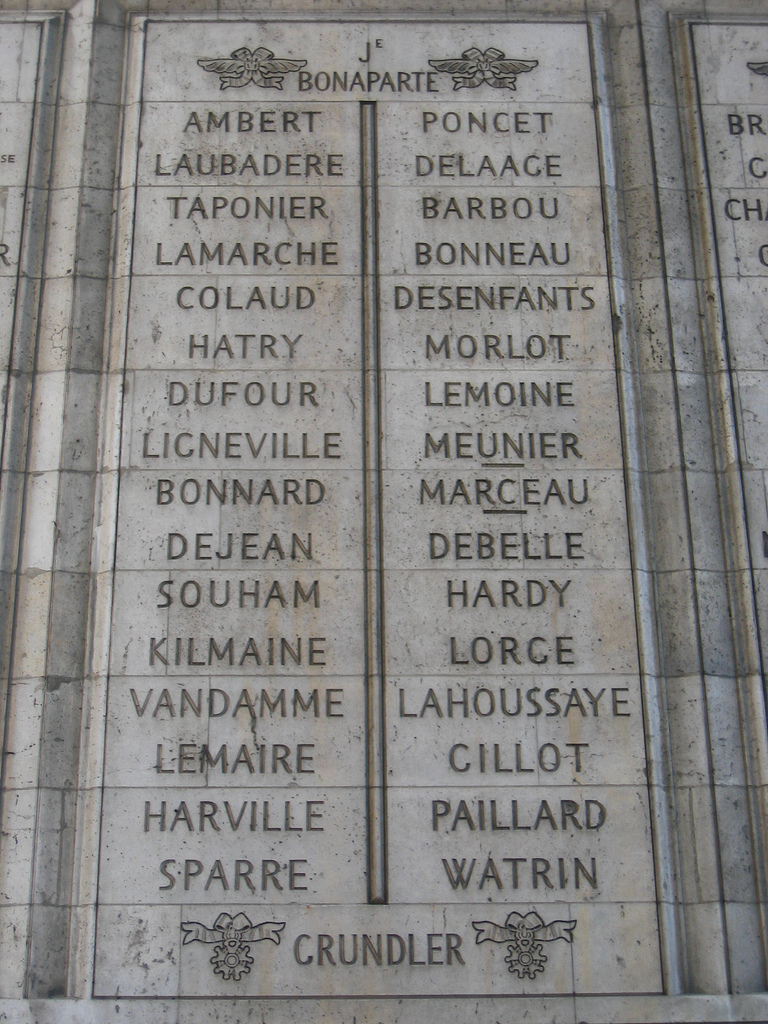 Jᴱ
BONAPARTE
AMBERT PONCET
LAUBADERE DELAAGE
TAPONIER BARBOU
LAMARCHE BONNEAU
COLAUD DESENFANTS
HATRY MORLOT
DUFOUR LEMOINE
LIGNEVILLE MEUNIER
BONNARD MARCEAU
DEJEAN DEBELLE
SOUHAM HARDY
KILMAINE LORGE
VANDAMME LAHOUSSAYE
LEMAIRE GILLOT
HARVILLE PAILLARD
SPARRE WATRIN
GRUNDLER